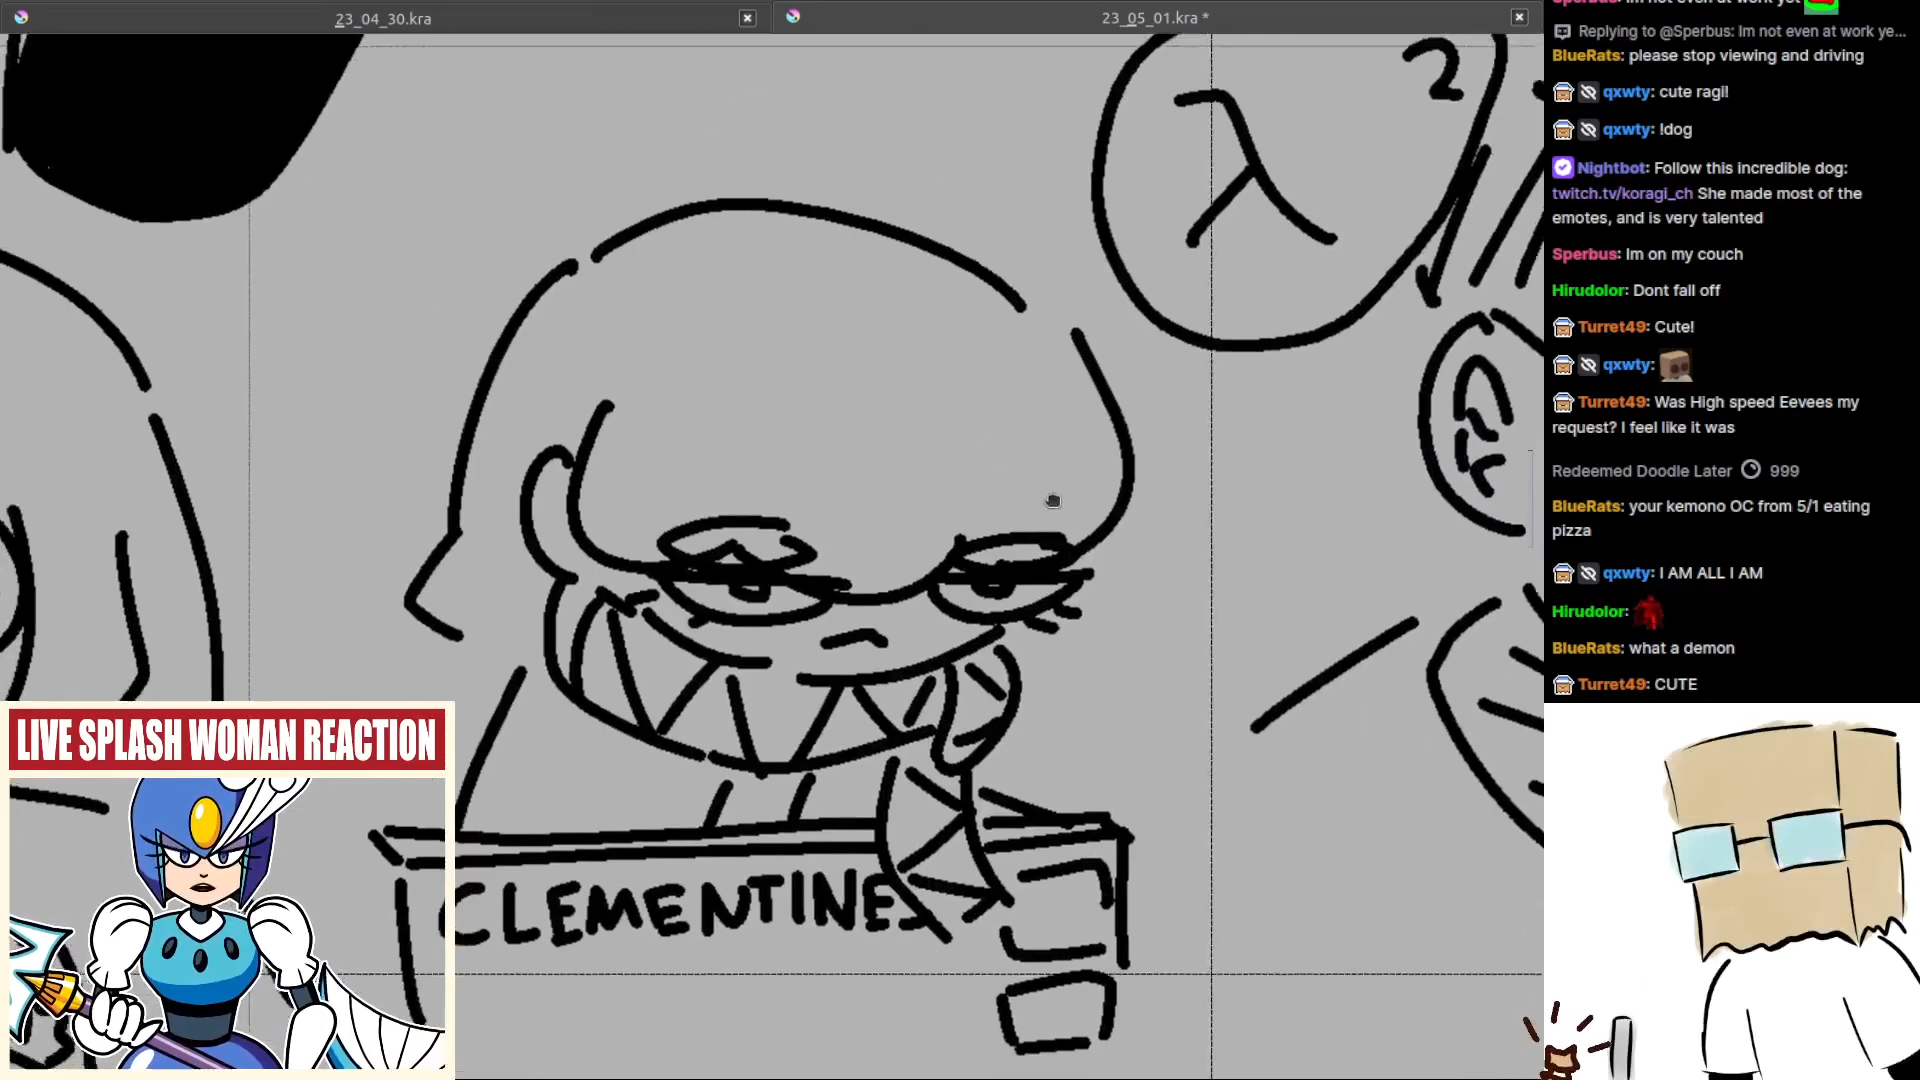 23_04_30.kra
23_05_01.kra *
2
CLEMENTINES
LIVE SPLASH WOMAN REACTION
Replying to @Sperbus: Im not even at work ye...
BlueRats: please stop viewing and driving
qxwty: cute ragi!
qxwty: !dog
Nightbot: Follow this incredible dog:
twitch.tv/koragi_ch She made most of the
emotes, and is very talented
Sperbus: Im on my couch
Hirudolor: Dont fall off
Turret49: Cute!
qxwty:
Turret49: Was High speed Eevees my
request? I feel like it was
Redeemed Doodle Later 999
BlueRats: your kemono OC from 5/1 eating
pizza
qxwty: I AM ALL I AM
Hirudolor:
BlueRats: what a demon
Turret49: CUTE